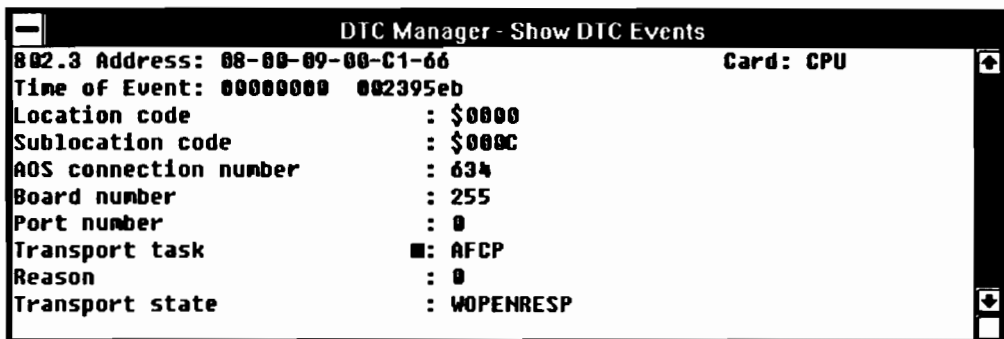 DTC Manager - Show DTC Events
802.3 Address: 08-00-09-00-C1-66 Card: CPU
Time of Event: 00000000 002395eb
Location code : $0000
Sublocation code : $000C
AOS connection number : 634
Board number : 255
Port number : 0
Transport task : AFCP
Reason : 0
Transport state : WOPENRESP